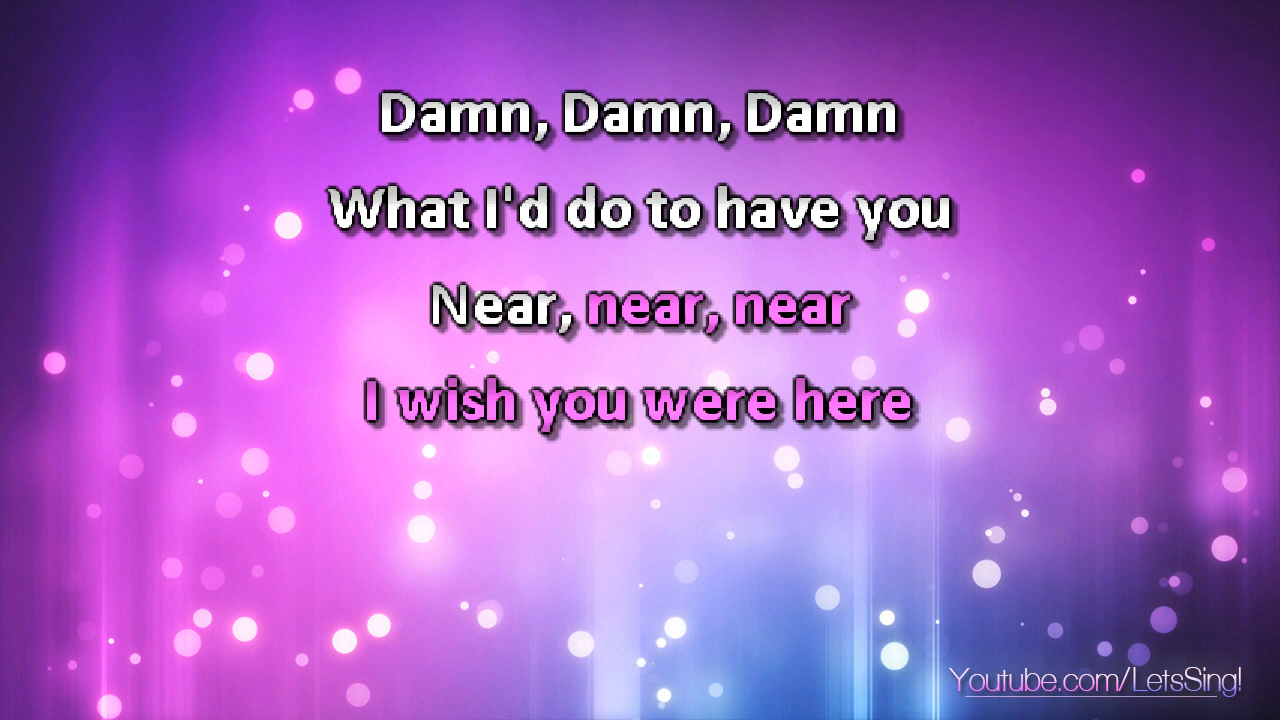 Damn, Damn, Damn
What I'd do to have you
Near, near, near
I wish you were here
Youtube.com/LetsSing!